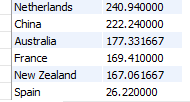 Netherlands 240.940000
China 222.240000
Australia 177.331667
France 169.410000
New Zealand 167.061667
Spain 26.220000